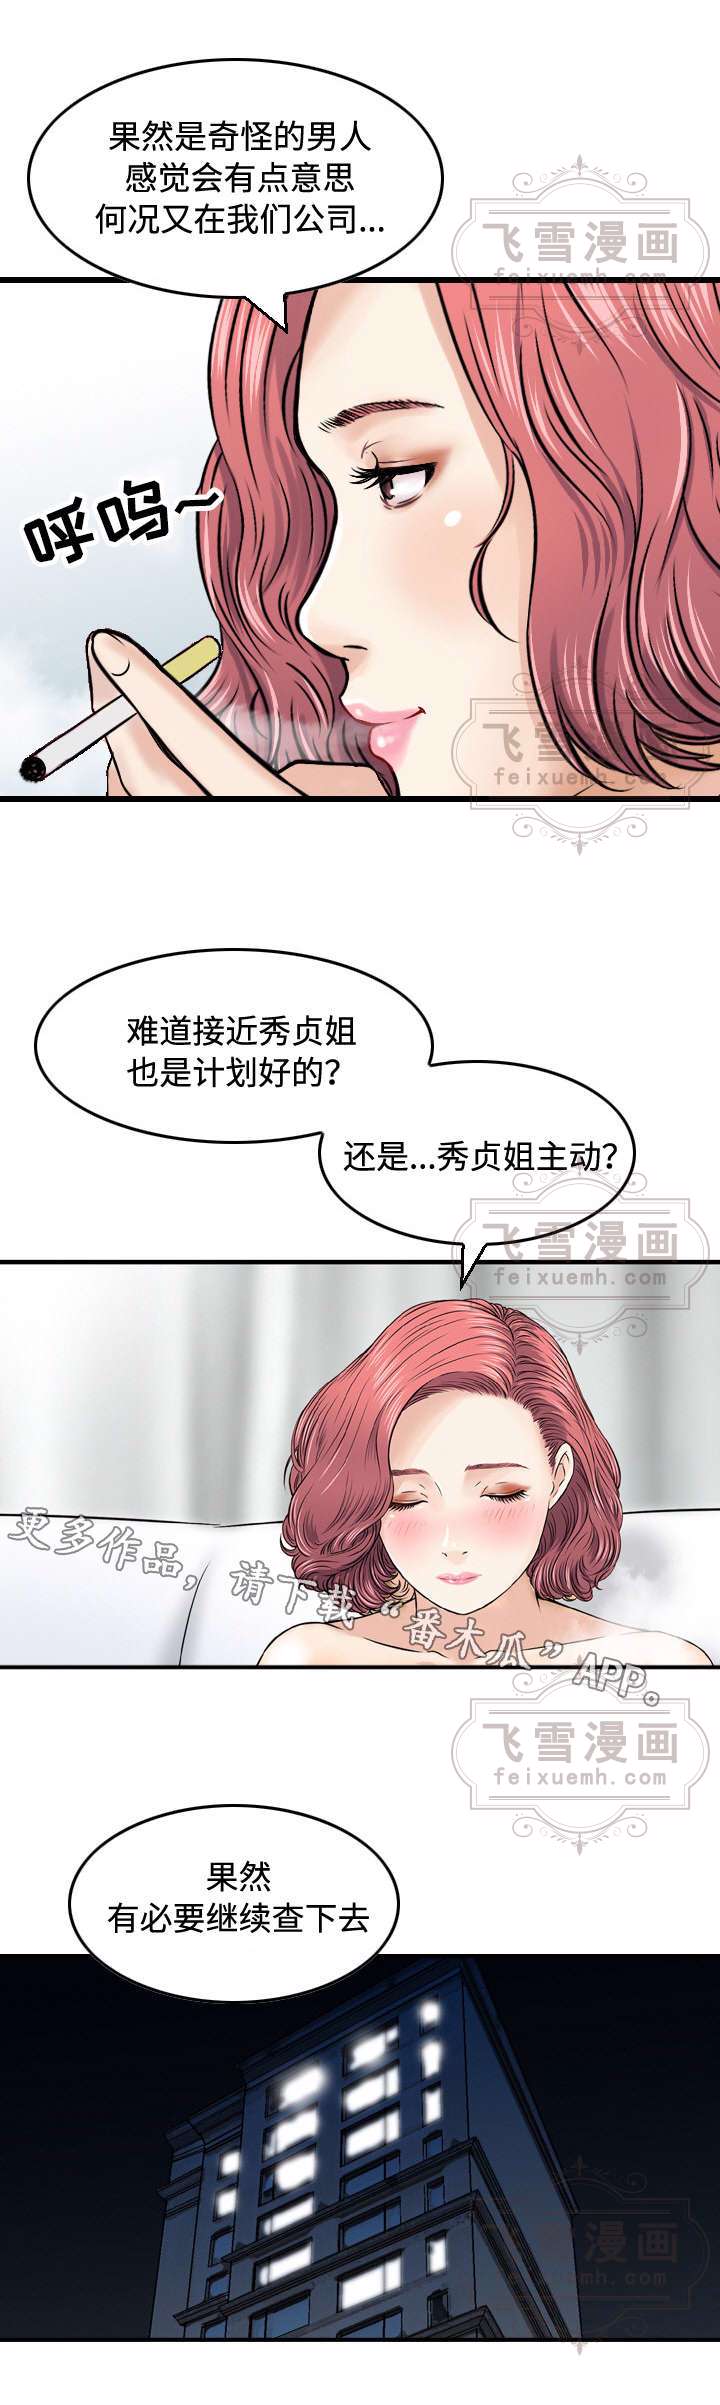 果然是奇怪的男人
感觉会有点意思
何况又在我们公司...
飞雪漫画
feixuemh.com
呼呜~
飞雪漫画
feixuemh.com
难道接近秀贞姐
也是计划好的?
还是...秀贞姐主动?
飞雪漫画
feixuemh.com
更多作品，请下载“番木瓜”APP。
飞雪漫画
feixuemh.com
果然
有必要继续查下去
飞雪漫画
feixuemh.com